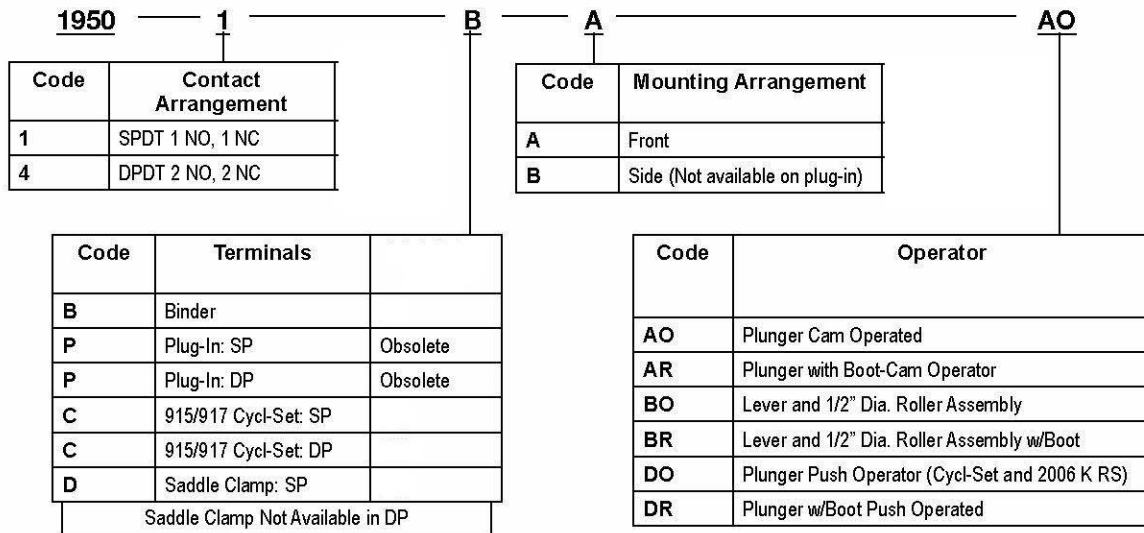 1950 1 B A AO
Code Contact Arrangement
1 SPDT 1 NO, 1 NC
4 DPDT 2 NO, 2 NC
Code Mounting Arrangement
A Front
B Side (Not available on plug-in)
Code Terminals
B Binder
P Plug-In: SP Obsolete
P Plug-In: DP Obsolete
C 915/917 Cycl-Set: SP
C 915/917 Cycl-Set: DP
D Saddle Clamp: SP
Saddle Clamp Not Available in DP
Code Operator
AO Plunger Cam Operated
AR Plunger with Boot-Cam Operator
BO Lever and 1/2” Dia. Roller Assembly
BR Lever and 1/2” Dia. Roller Assembly w/Boot
DO Plunger Push Operator (Cycl-Set and 2006 K RS)
DR Plunger w/Boot Push Operated